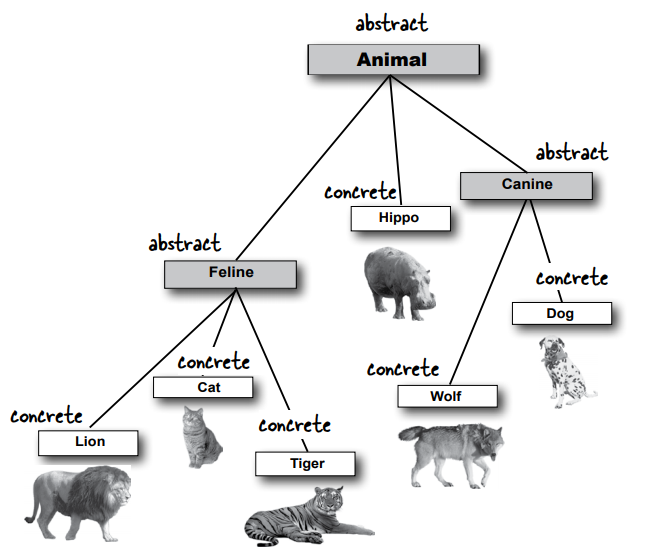 abstract
Animal
abstract
Canine
concrete
Hippo
abstract
Feline
concrete
Dog
concrete
Cat
concrete
Wolf
concrete
Lion
concrete
Tiger